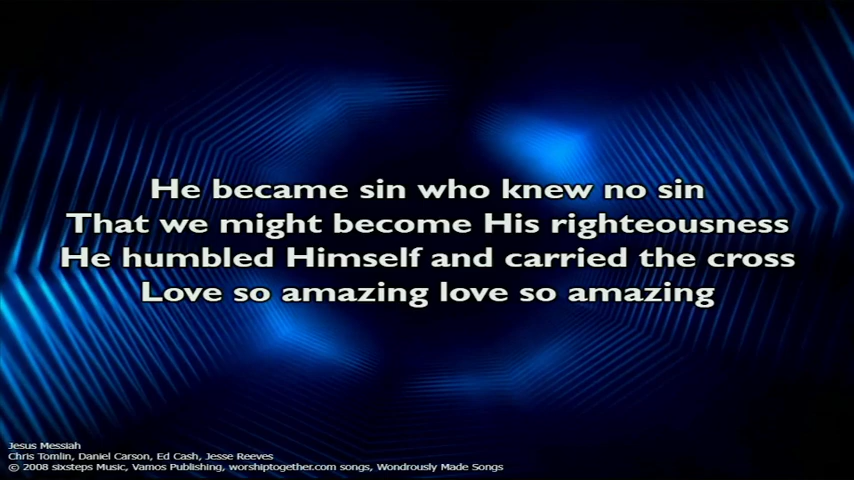 He became sin who knew no sin
That we might become His righteousness
He humbled Himself and carried the cross
Love so amazing love so amazing
Jesus Messiah
Chris Tomlin, Daniel Carson, Ed Cash, Jesse Reeves
© 2008 sixsteps Music, Vamos Publishing, worshiptogether.com songs, Wondrously Made Songs